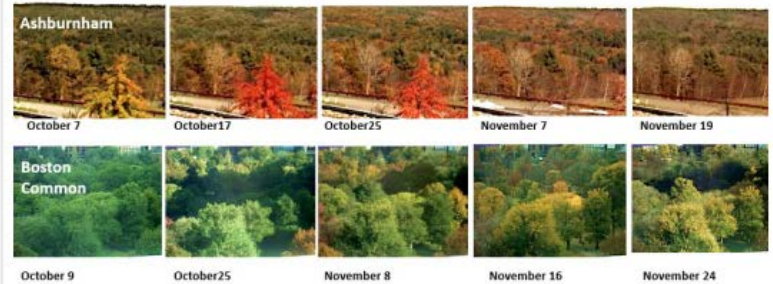 Ashburnham
October 7
October17
October25
November 7
November 19
Boston
Common
October 9
October25
November 8
November 16
November 24